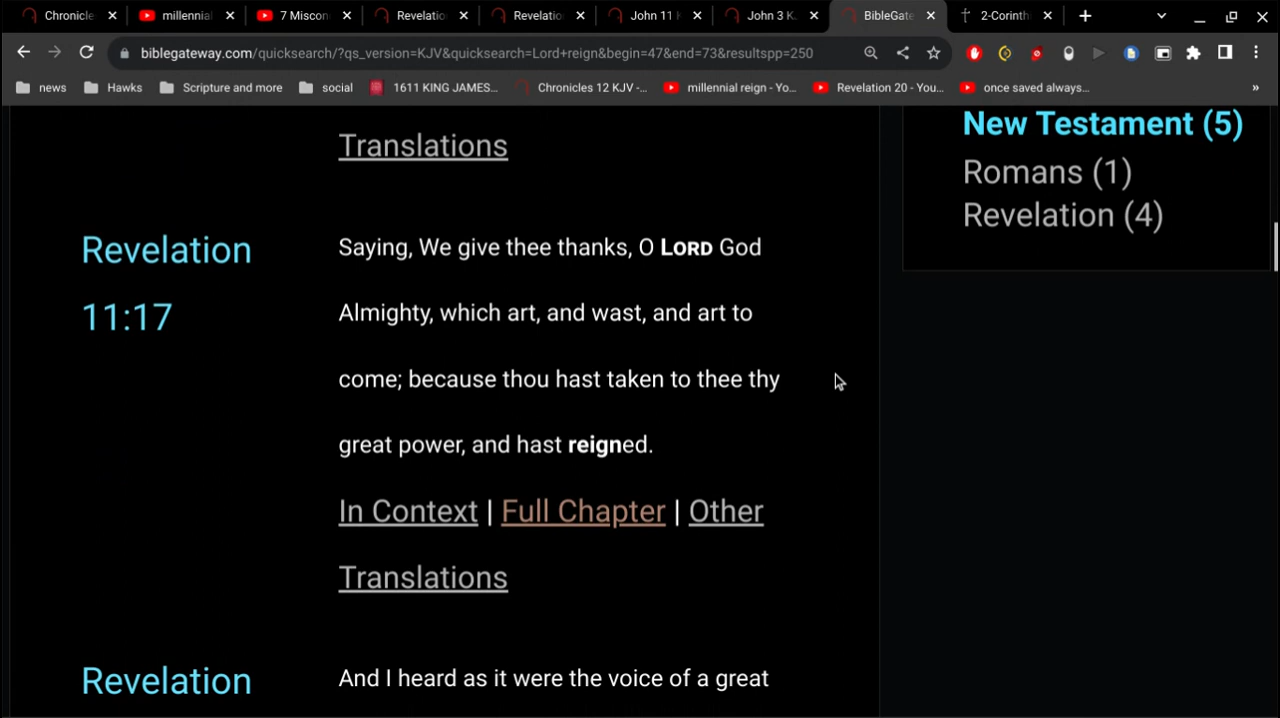 Chronicle
millennial
7 Miscon
Revelatio
Revelatio
John 11
John 3 K
BibleGate
2-Corinth
biblegateway.com/quicksearch/?qs_version=KJV&quicksearch=Lord+reign&begin=47&end=73&resultspp=250
news
Hawks
Scripture and more
social
1611 KING JAMES…
Chronicles 12 KJV -…
millennial reign - Yo…
Revelation 20 - You…
once saved always…
»
Translations
New Testament (5)
Romans (1)
Revelation (4)
Revelation
11:17
Saying, We give thee thanks, O LORD God
Almighty, which art, and wast, and art to
come; because thou hast taken to thee thy
great power, and hast reigned.
In Context | Full Chapter | Other
Translations
Revelation
And I heard as it were the voice of a great